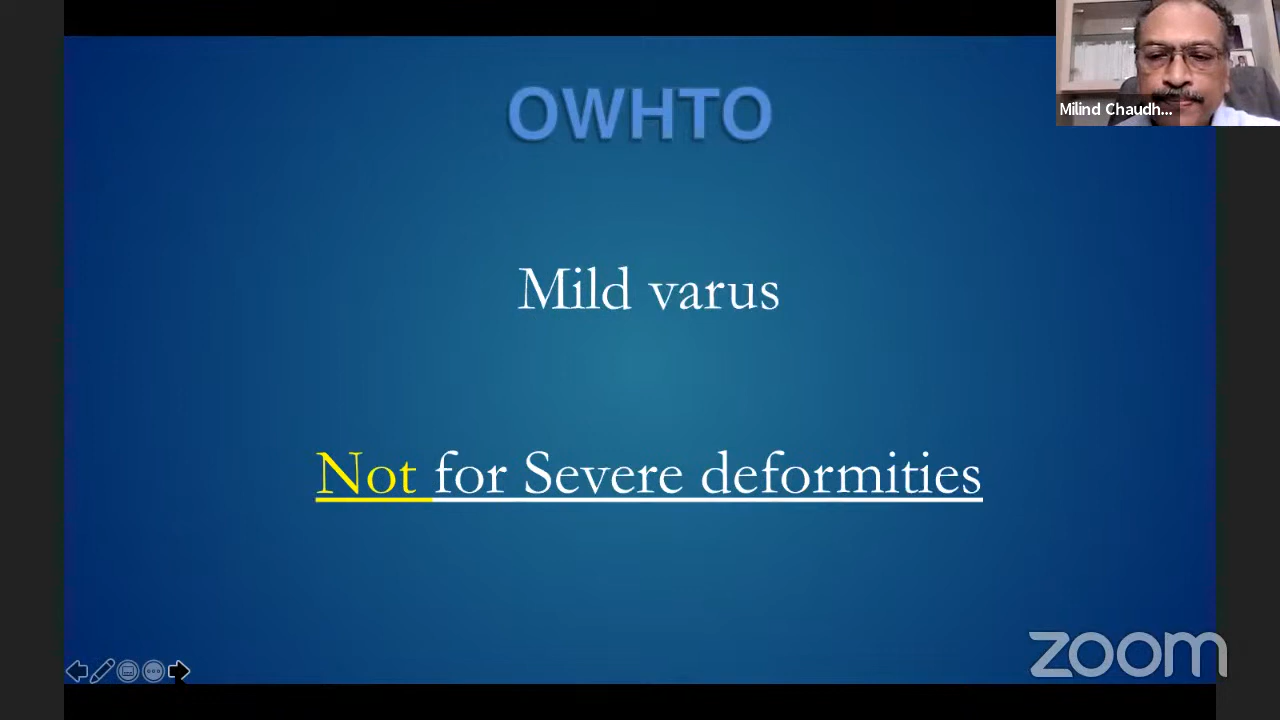 OWHTO
Milind Chaudh...
Mild varus
Not for Severe deformities
zoom